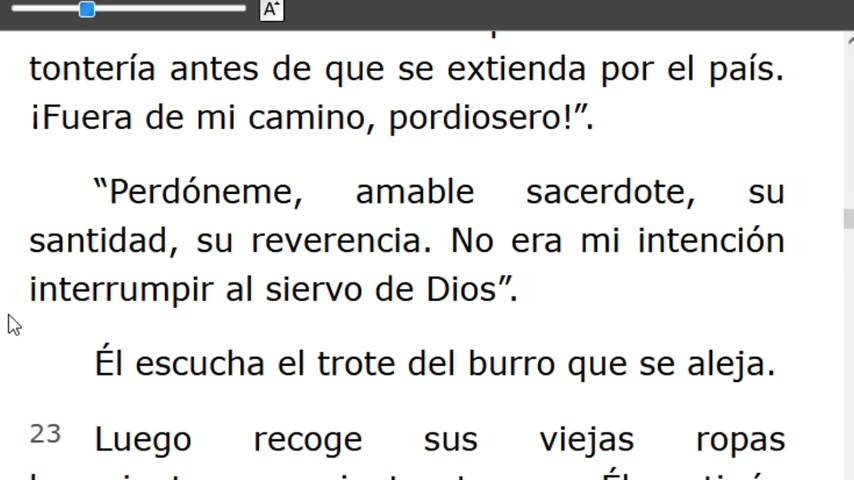 A
tontería antes de que se extienda por el país.
¡Fuera de mi camino, pordiosero!”.
“Perdóneme, amable sacerdote, su
santidad, su reverencia. No era mi intención
interrumpir al siervo de Dios”.
Él escucha el trote del burro que se aleja.
23 Luego recoge sus viejas ropas
Él